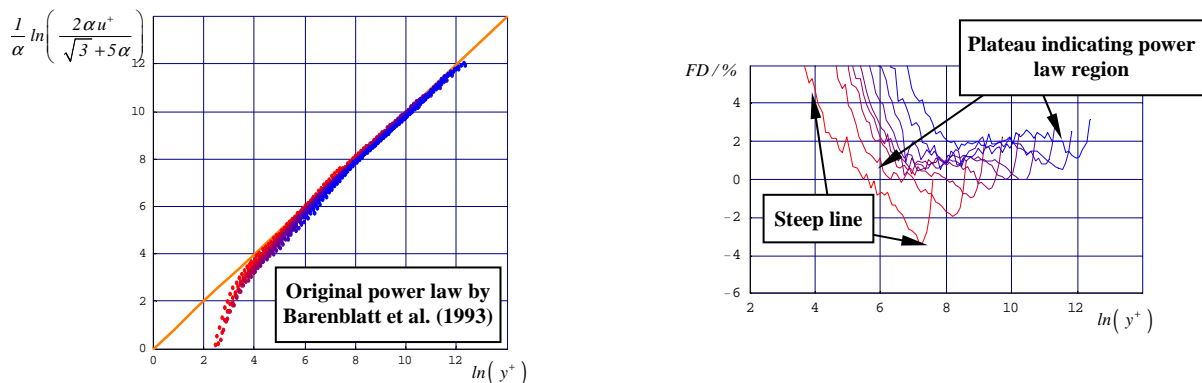 1/α ln( 2αu⁺ / √3 +5α )
12
10
8
6
4
2
0
0 2 4 6 8 10 12
ln( y⁺ )
Original power law by
Barenblatt et al. (1993)
FD / %
4
2
0
−2
−4
−6
2 4 6 8 10 12
ln( y⁺ )
Plateau indicating power
law region
Steep line